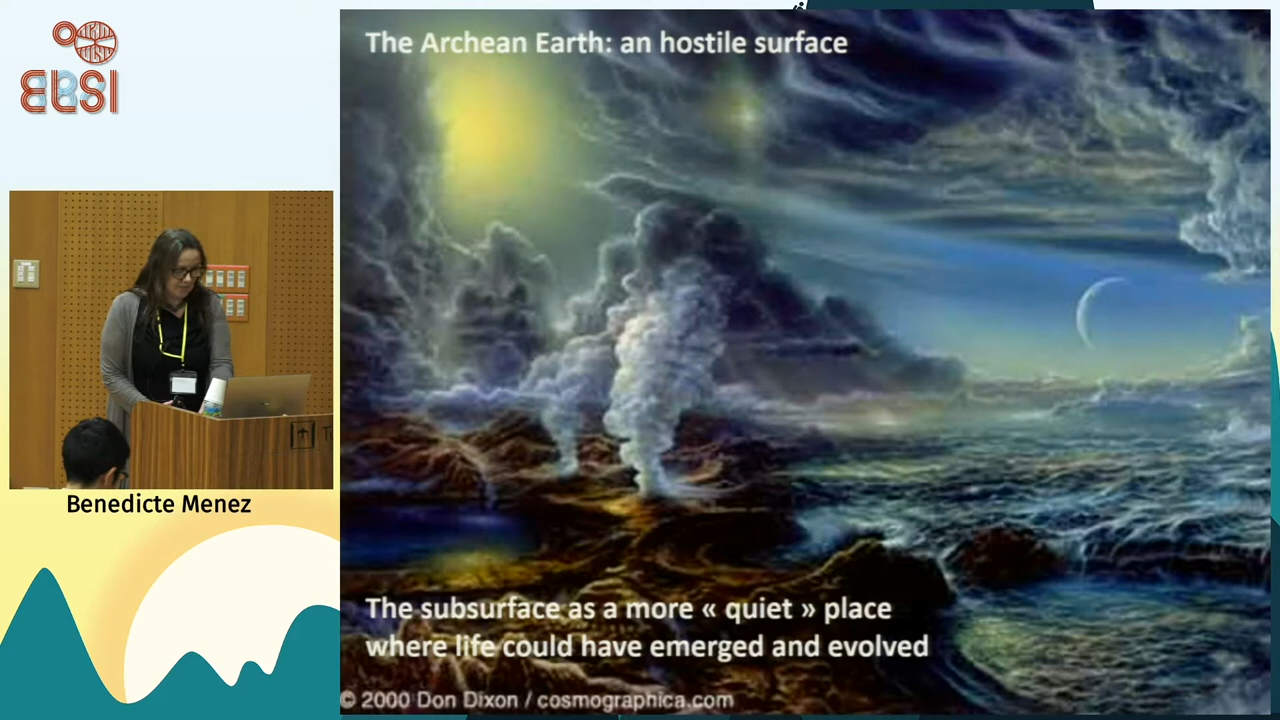 ELSI
Benedicte Menez
The Archean Earth: an hostile surface
The subsurface as a more « quiet » place
where life could have emerged and evolved
© 2000 Don Dixon / cosmographica.com